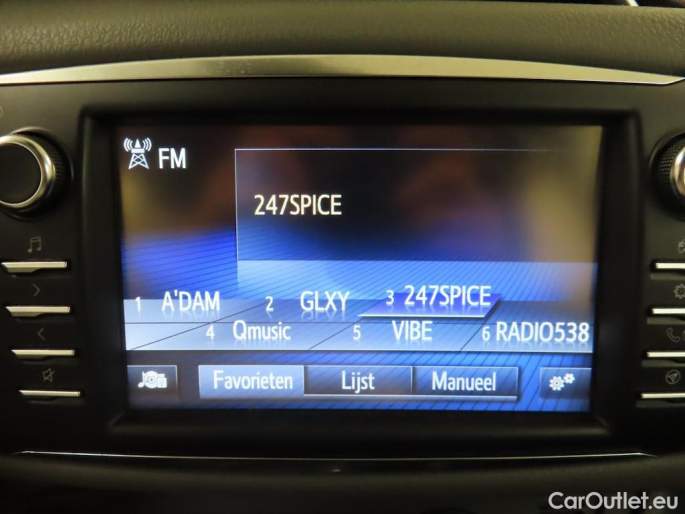 FM
247SPICE
1 A'DAM 2 GLXY 3 247SPICE
4 Qmusic 5 VIBE 6 RADIO538
Favorieten Lijst Manueel
CarOutlet.eu